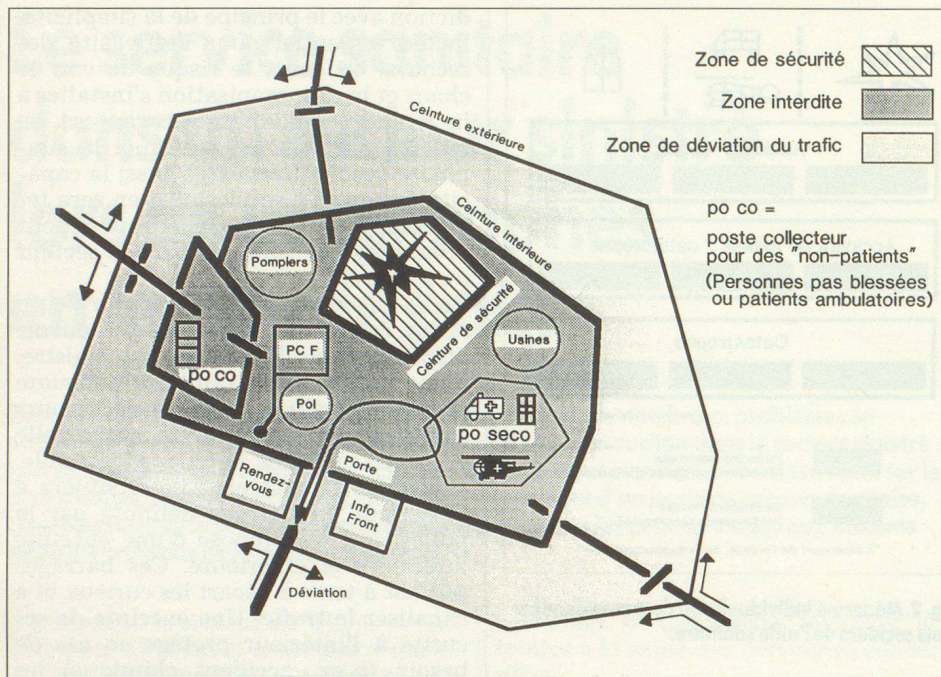 Zone de sécurité
Zone interdite
Zone de déviation du trafic
po co =
poste collecteur
pour des "non-patients"
(Personnes pas blessées
ou patients ambulatoires)
Ceinture extérieure
Ceinture intérieure
Ceinture de sécurité
Pompiers
PC F
Usines
po co
Pol
po seco
Rendez-
vous
Porte
Info
Front
Déviation